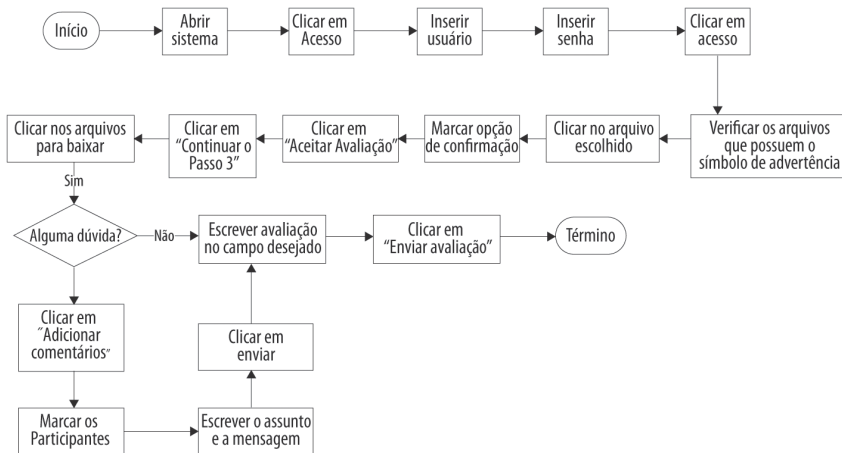 Início
Abrir
sistema
Clicar em
Acesso
Inserir
usuário
Inserir
senha
Clicar em
acesso
Clicar nos arquivos
para baixar
Clicar em
“Continuar o
Passo 3”
Clicar em
“Aceitar Avaliação”
Marcar opção
de confirmação
Clicar no arquivo
escolhido
Verificar os arquivos
que possuem o
símbolo de advertência
Sim
Alguma dúvida?
Não
Escrever avaliação
no campo desejado
Clicar em
“Enviar avaliação”
Término
Clicar em
“Adicionar
comentários”
Clicar em
enviar
Marcar os
Participantes
Escrever o assunto
e a mensagem